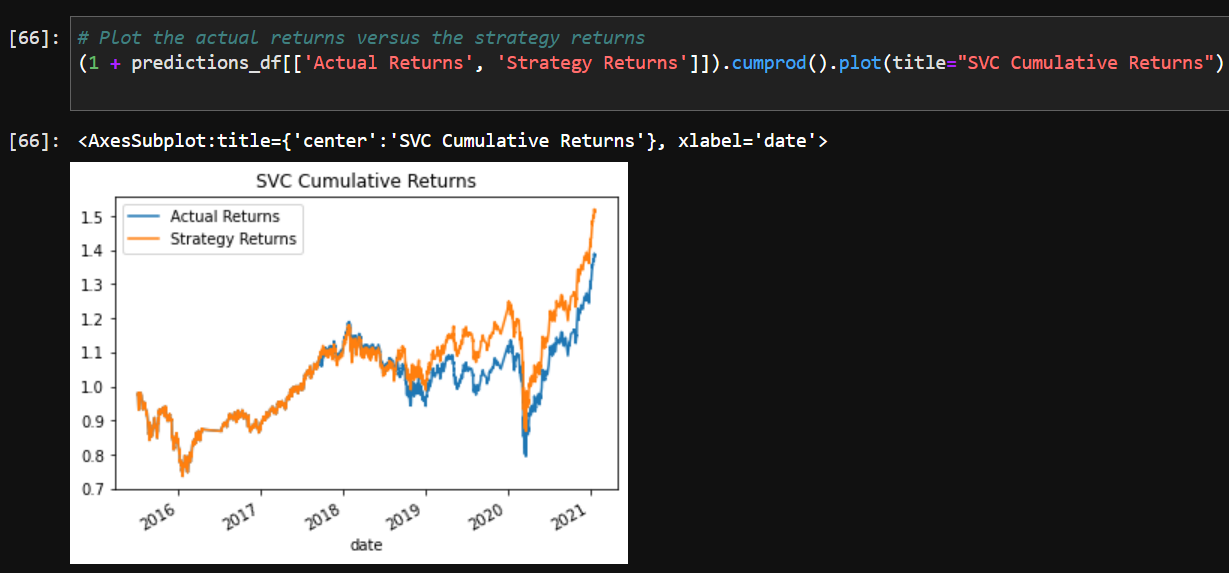 [66]: # Plot the actual returns versus the strategy returns
(1 + predictions_df[['Actual Returns', 'Strategy Returns']]).cumprod().plot(title="SVC Cumulative Returns")
[66]: <AxesSubplot:title={'center':'SVC Cumulative Returns'}, xlabel='date'>
SVC Cumulative Returns
Actual Returns
Strategy Returns
1.5
1.4
1.3
1.2
1.1
1.0
0.9
0.8
0.7
2016 2017 2018 2019 2020 2021
date